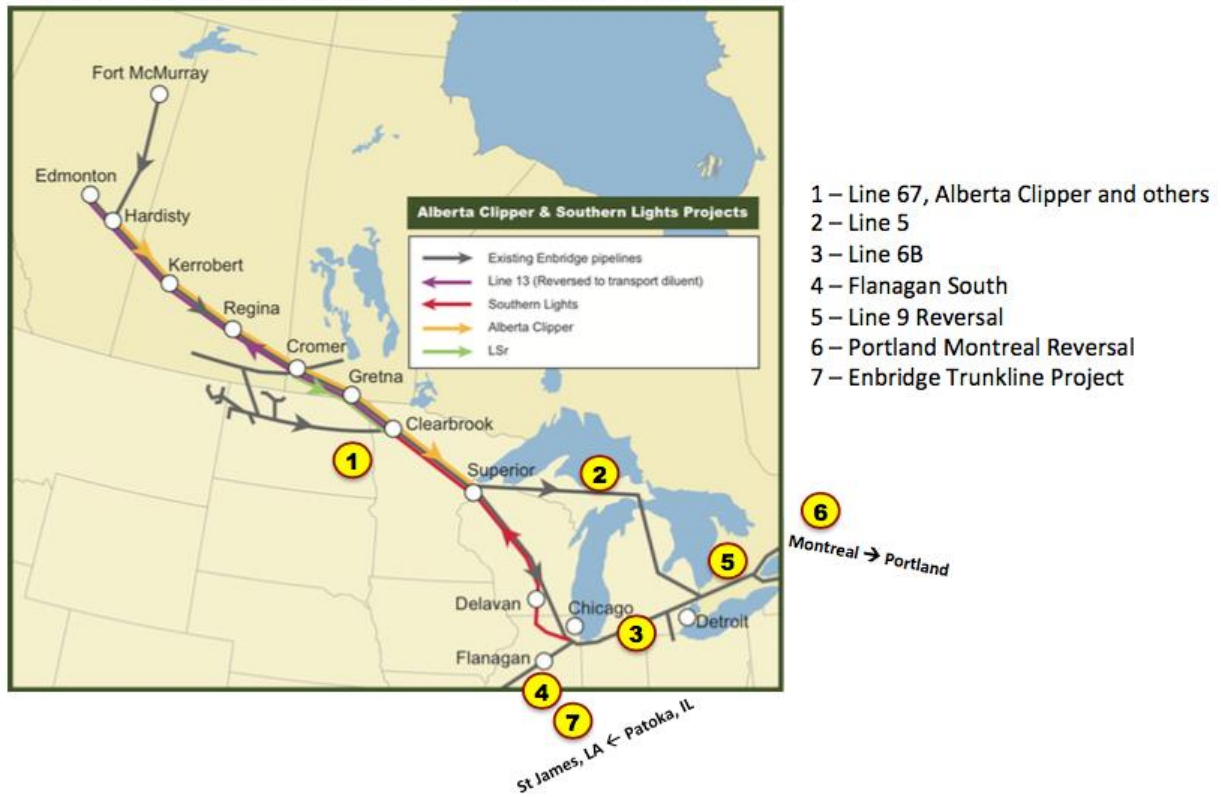 Fort McMurray
Edmonton
Hardisty
Kerrobert
Regina
Cromer
Gretna
Clearbrook
Superior
Delavan
Chicago
Detroit
Flanagan
Alberta Clipper & Southern Lights Projects
Existing Enbridge pipelines
Line 13 (Reversed to transport diluent)
Southern Lights
Alberta Clipper
LSr
1
2
3
4
5
6
7
Montreal → Portland
St James, LA ← Patoka, IL
1 – Line 67, Alberta Clipper and others
2 – Line 5
3 – Line 6B
4 – Flanagan South
5 – Line 9 Reversal
6 – Portland Montreal Reversal
7 – Enbridge Trunkline Project